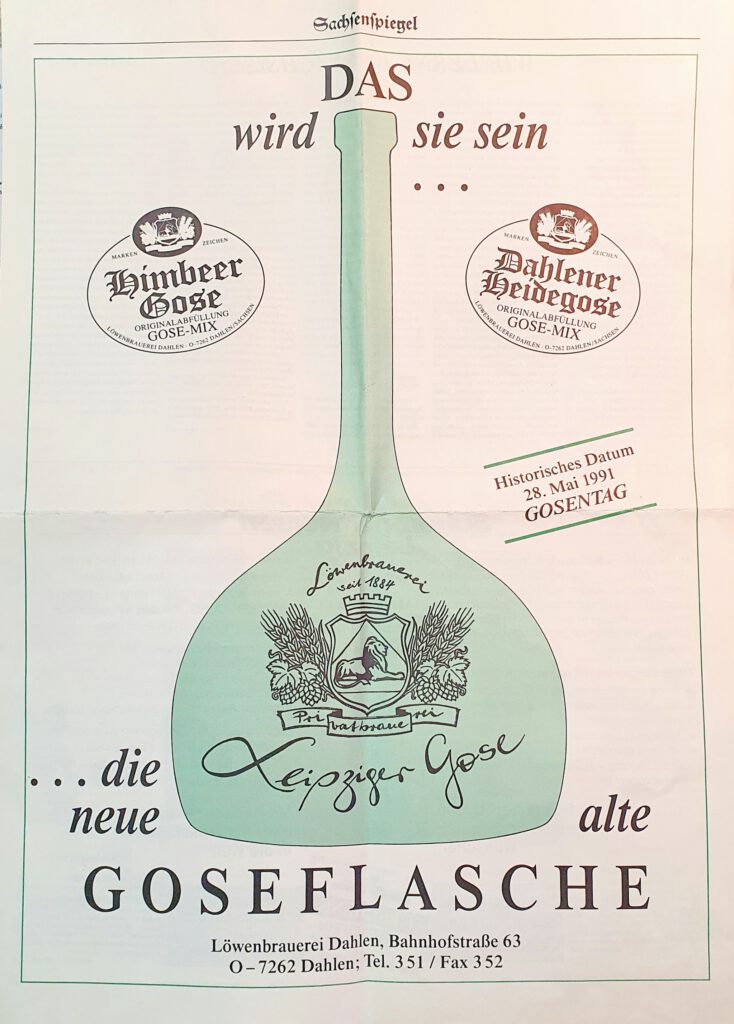 Sachsenspiegel
DAS
wird sie sein
...
MARKEN ZEICHEN
Himbeer
Gose
ORIGINALABFÜLLUNG
GOSE-MIX
LÖWENBRAUEREI DAHLEN · O-7262 DAHLEN/SACHSEN
MARKEN ZEICHEN
Dahlener
Heidegose
ORIGINALABFÜLLUNG
GOSE-MIX
LÖWENBRAUEREI DAHLEN · O-7262 DAHLEN/SACHSEN
Historisches Datum
28. Mai 1991
GOSENTAG
Löwenbrauerei
seit 1884
Privatbrauerei
Leipziger Gose
...die
neue alte
GOSEFLASCHE
Löwenbrauerei Dahlen, Bahnhofstraße 63
O–7262 Dahlen; Tel. 351 / Fax 352